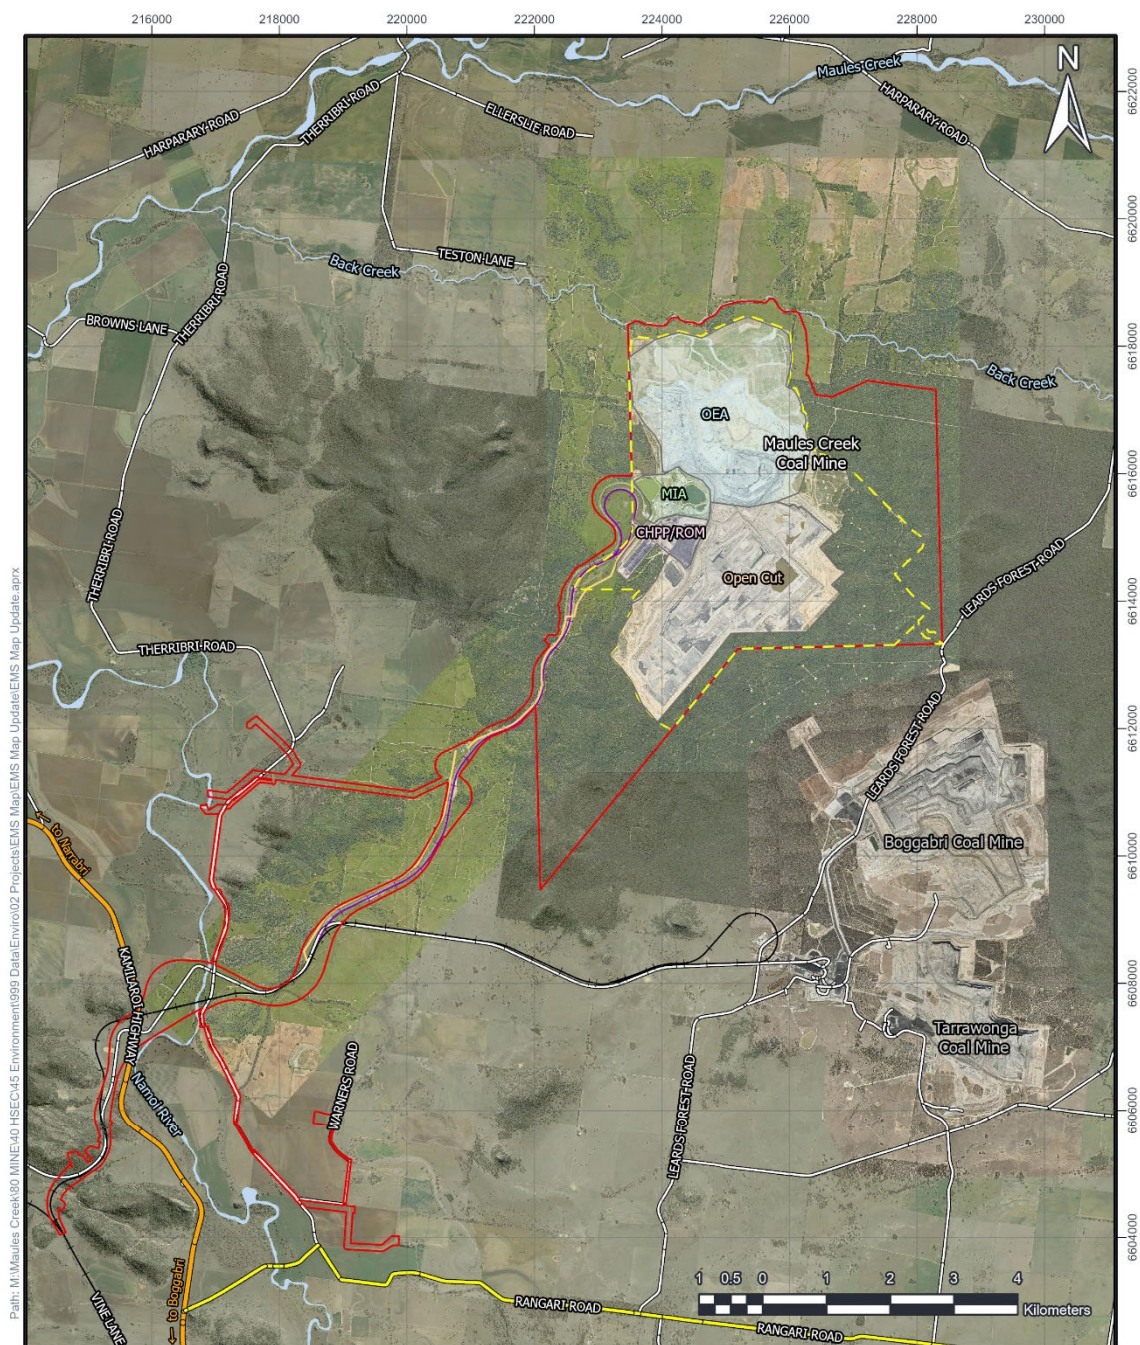 216000
218000
220000
222000
224000
226000
228000
230000
N
Maules Creek
HARPARARY ROAD
THERRIBRI ROAD
ELLERSLIE ROAD
HARPARARY ROAD
6622000
6620000
TESTON LANE
Back Creek
THERRIBRI ROAD
BROWNS LANE
6618000
Back Creek
OEA
Maules Creek
Coal Mine
6616000
MIA
CHPP/ROM
Open Cut
THERRIBRI ROAD
LEARDS FOREST ROAD
6614000
THERRIBRI ROAD
LEARDS FOREST ROAD
6612000
to Narrabri
Boggabri Coal Mine
6610000
KAMILAROI HIGHWAY
6608000
Tarrawonga
Coal Mine
Namoi River
WARNERS ROAD
LEARDS FOREST ROAD
6606000
6604000
to Boggabri
VINE LANE
RANGARI ROAD
RANGARI ROAD
1 0.5 0 1 2 3 4
Kilometers
Path: M:\Maules Creek\80 MINE\40 HSEC\45 Environment\999 Data\Enviro\02 Projects\EMS Map\EMS Map Update\EMS Map Update.aprx